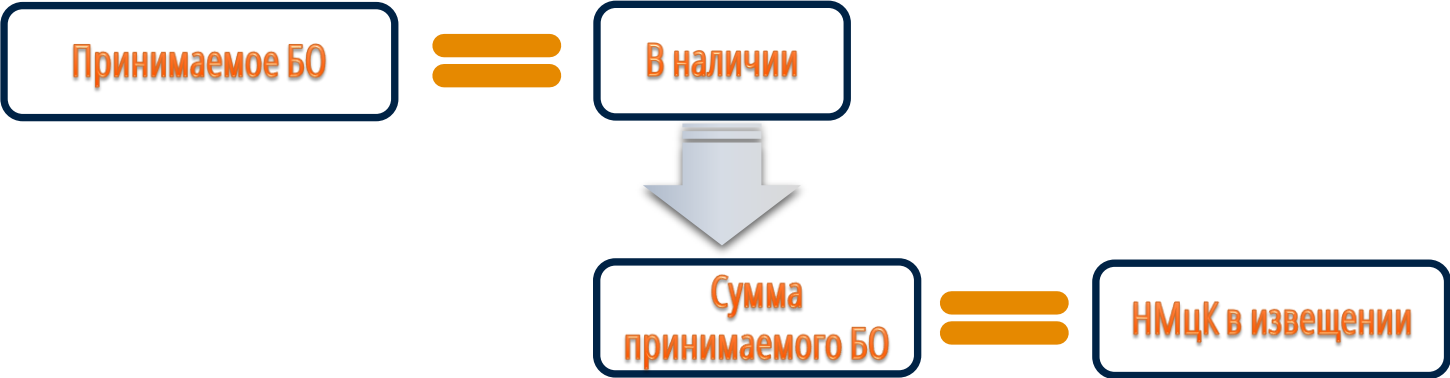 Принимаемое БО
В наличии
Сумма
принимаемого БО
НМцК в извещении